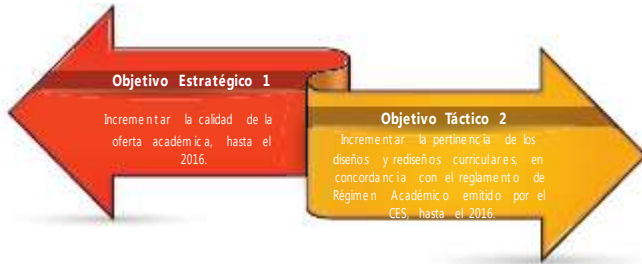 Objetivo Estratégico 1
Incrementar la calidad de la
oferta académica, hasta el
2016.
Objetivo Táctico 2
Incrementar la pertinencia de los
diseños y rediseños curriculares, en
concordancia con el reglamento de
Régimen Académico emitido por el
CES, hasta el 2016.